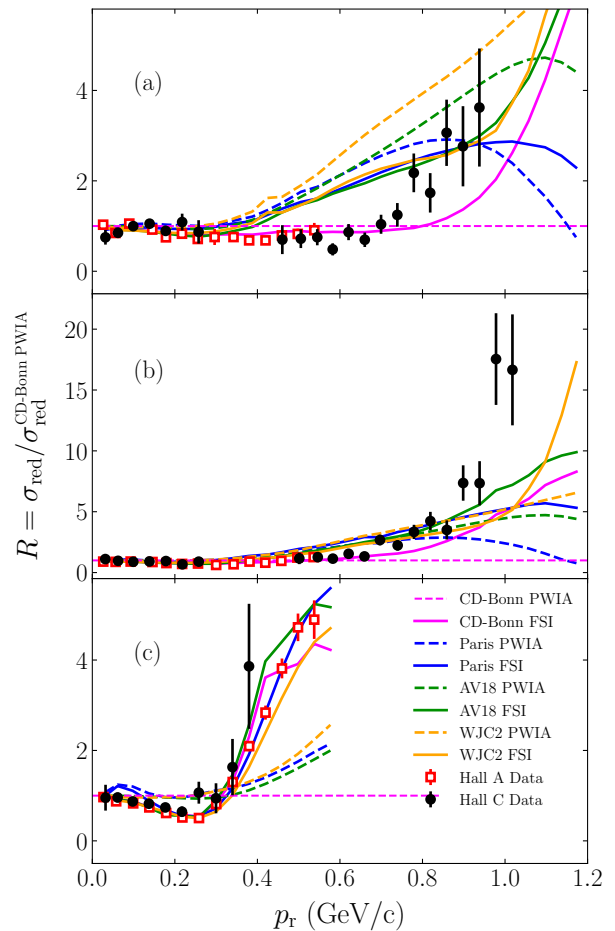 4
2
0
(a)
20
15
10
5
0
(b)
R = σred/σred^CD-Bonn PWIA
4
2
0
(c)
CD-Bonn PWIA
CD-Bonn FSI
Paris PWIA
Paris FSI
AV18 PWIA
AV18 FSI
WJC2 PWIA
WJC2 FSI
Hall A Data
Hall C Data
0.0 0.2 0.4 0.6 0.8 1.0 1.2
pr (GeV/c)